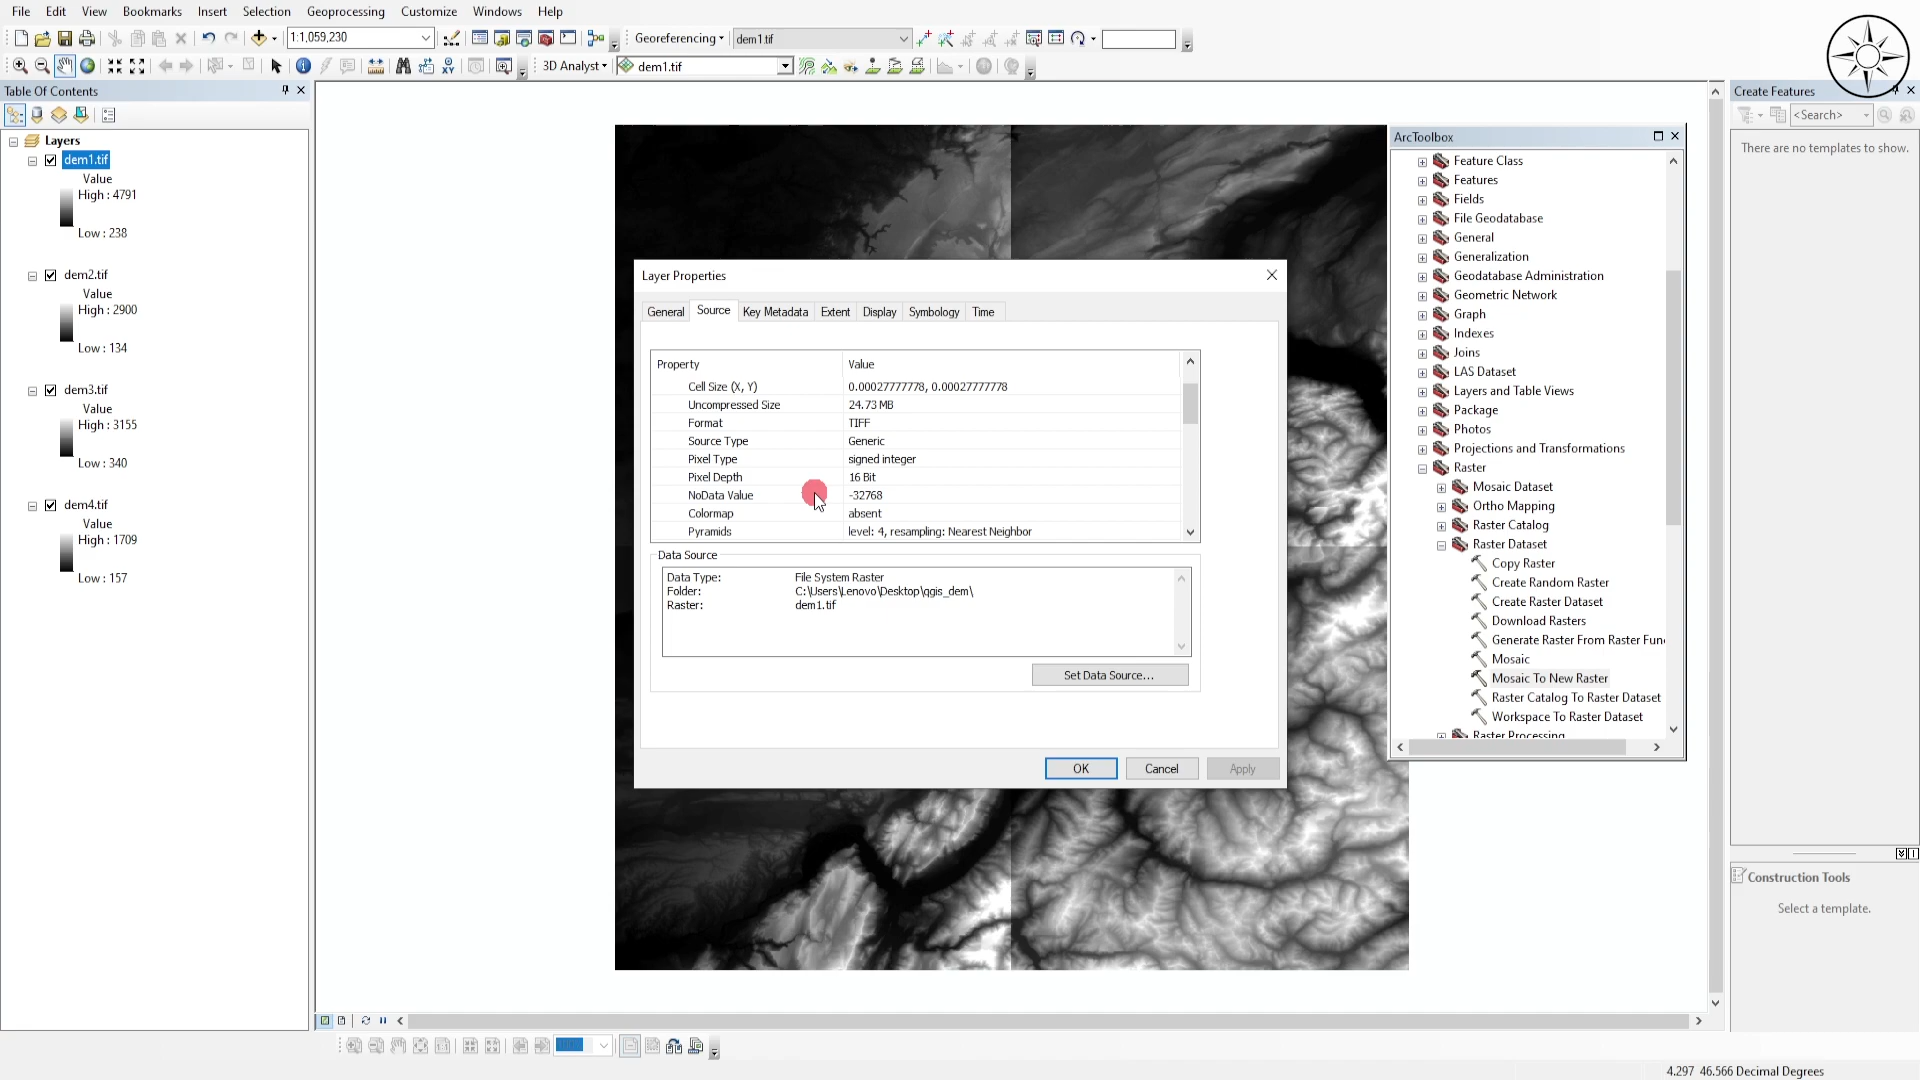 File Edit View Bookmarks Insert Selection Geoprocessing Customize Windows Help
1:1,059,230 Georeferencing dem1.tif
3D Analyst dem1.tif
Table Of Contents
Layers
dem1.tif
Value
High : 4791
Low : 238
dem2.tif
Value
High : 2900
Low : 134
dem3.tif
Value
High : 3155
Low : 340
dem4.tif
Value
High : 1709
Low : 157
Layer Properties
General Source Key Metadata Extent Display Symbology Time
Property Value
Cell Size (X, Y) 0.00027777778, 0.00027777778
Uncompressed Size 24.73 MB
Format TIFF
Source Type Generic
Pixel Type signed integer
Pixel Depth 16 Bit
NoData Value -32768
Colormap absent
Pyramids level: 4, resampling: Nearest Neighbor
Data Source
Data Type: File System Raster
Folder: C:\Users\Lenovo\Desktop\qgis_dem\
Raster: dem1.tif
Set Data Source...
OK Cancel Apply
ArcToolbox
Feature Class
Features
Fields
File Geodatabase
General
Generalization
Geodatabase Administration
Geometric Network
Graph
Indexes
Joins
LAS Dataset
Layers and Table Views
Package
Photos
Projections and Transformations
Raster
Mosaic Dataset
Ortho Mapping
Raster Catalog
Raster Dataset
Copy Raster
Create Random Raster
Create Raster Dataset
Download Rasters
Generate Raster From Raster Fun
Mosaic
Mosaic To New Raster
Raster Catalog To Raster Dataset
Workspace To Raster Dataset
Raster Processing
Create Features
<Search>
There are no templates to show.
Construction Tools
Select a template.
4.297 46.566 Decimal Degrees